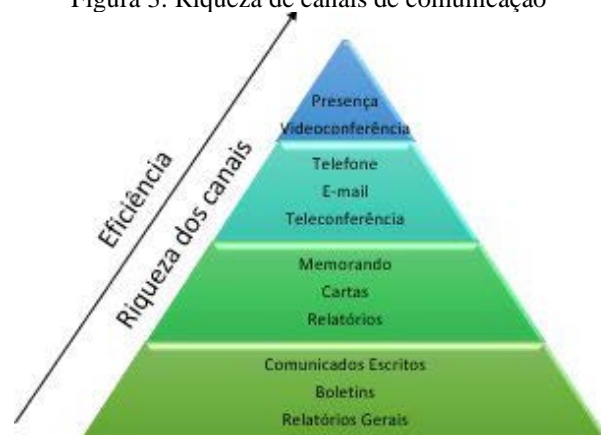 Figura 3: Riqueza de canais de comunicação
Eficiência
Riqueza dos canais
Presença
Videoconferência
Telefone
E-mail
Teleconferência
Memorando
Cartas
Relatórios
Comunicados Escritos
Boletins
Relatórios Gerais